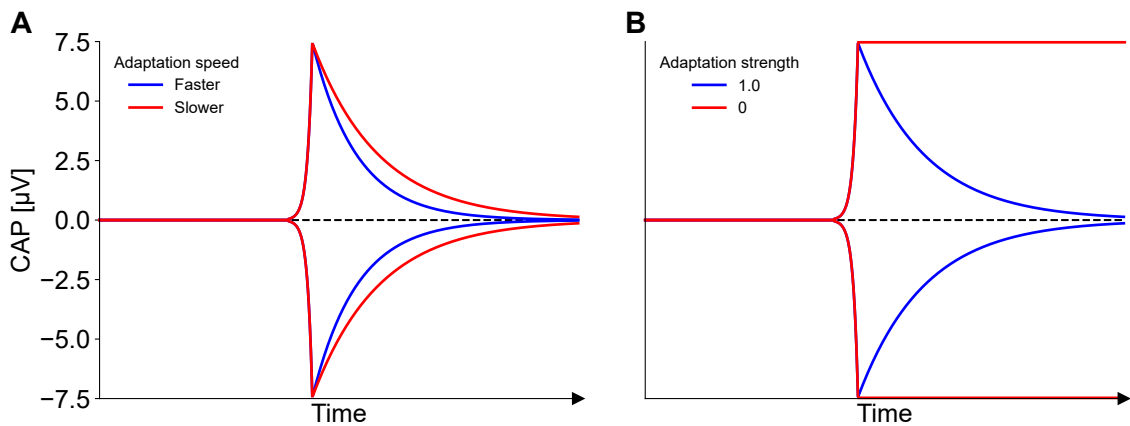 A
7.5
5.0
2.5
0.0
−2.5
−5.0
−7.5
CAP [µV]
Adaptation speed
Faster
Slower
Time
B
Adaptation strength
1.0
0
Time